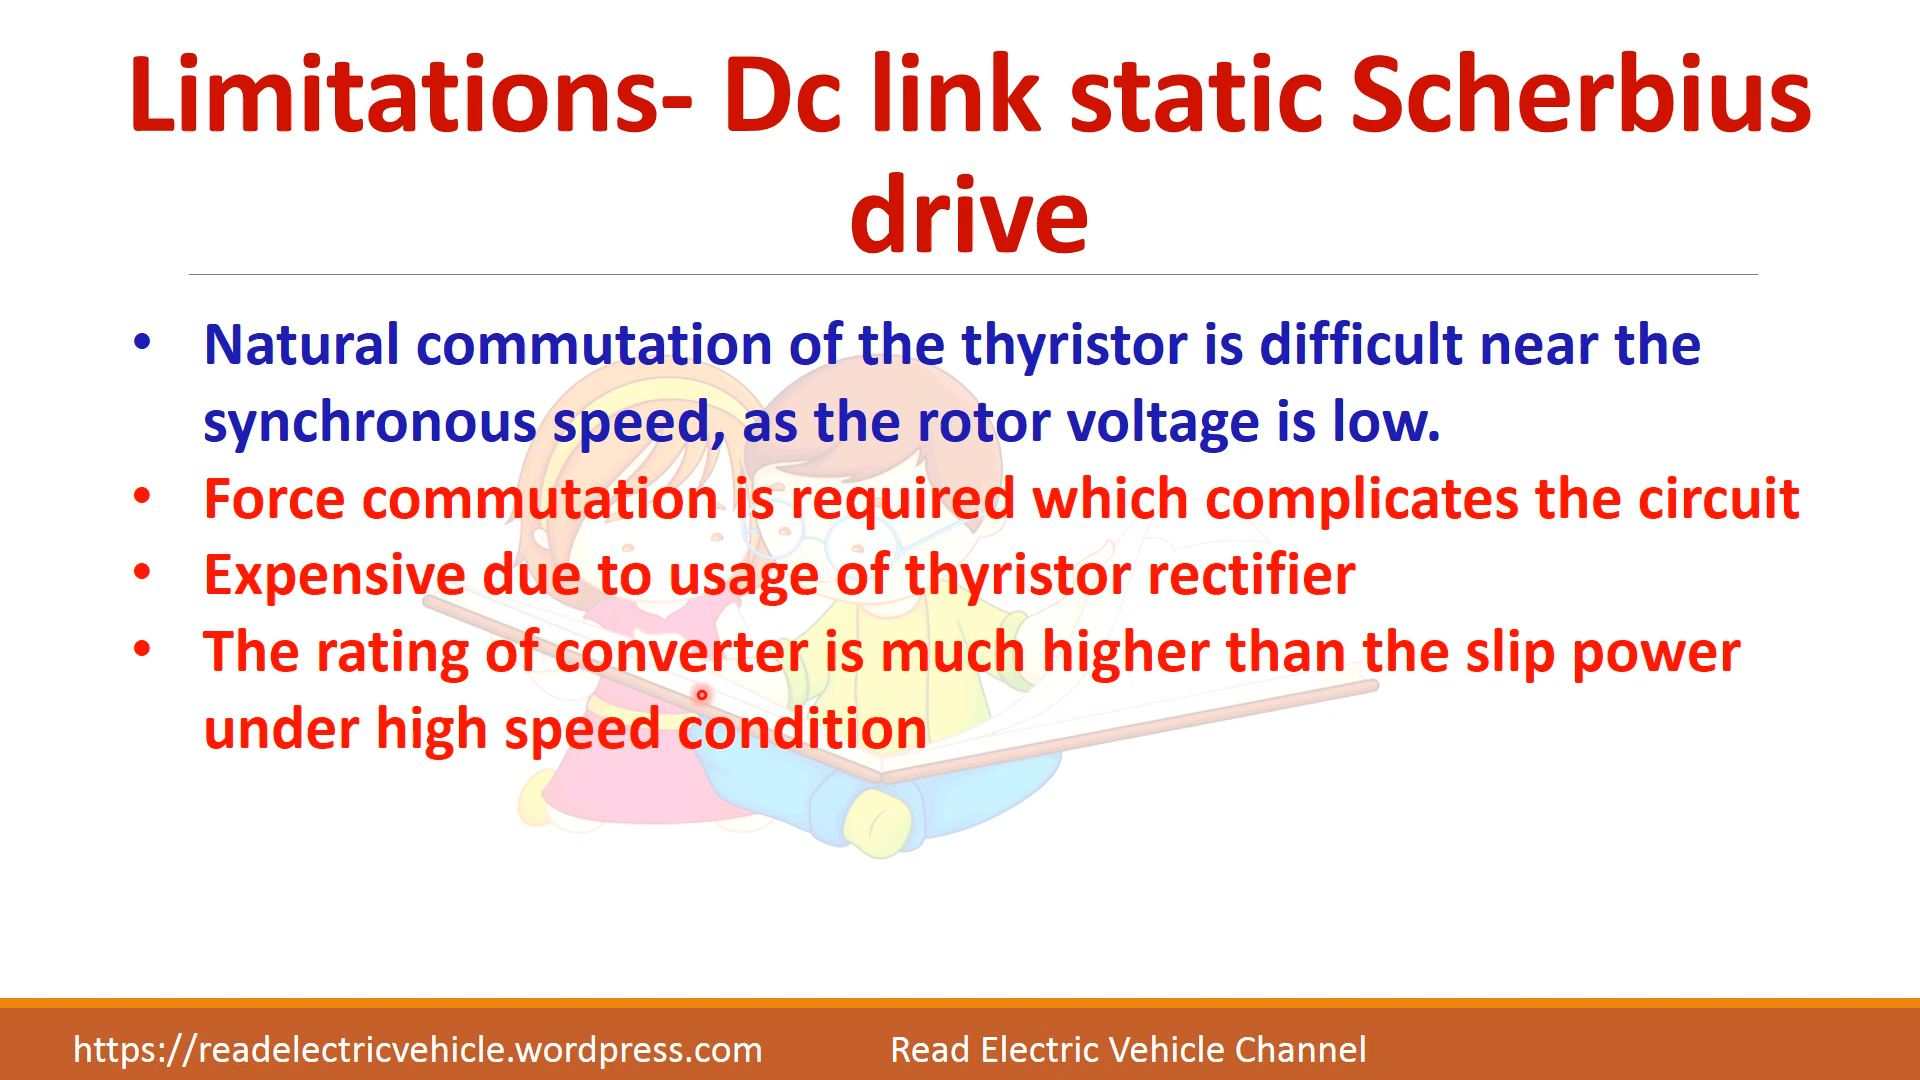 Limitations- Dc link static Scherbius
drive
• Natural commutation of the thyristor is difficult near the
synchronous speed, as the rotor voltage is low.
• Force commutation is required which complicates the circuit
• Expensive due to usage of thyristor rectifier
• The rating of converter is much higher than the slip power
under high speed condition
https://readelectricvehicle.wordpress.com
Read Electric Vehicle Channel